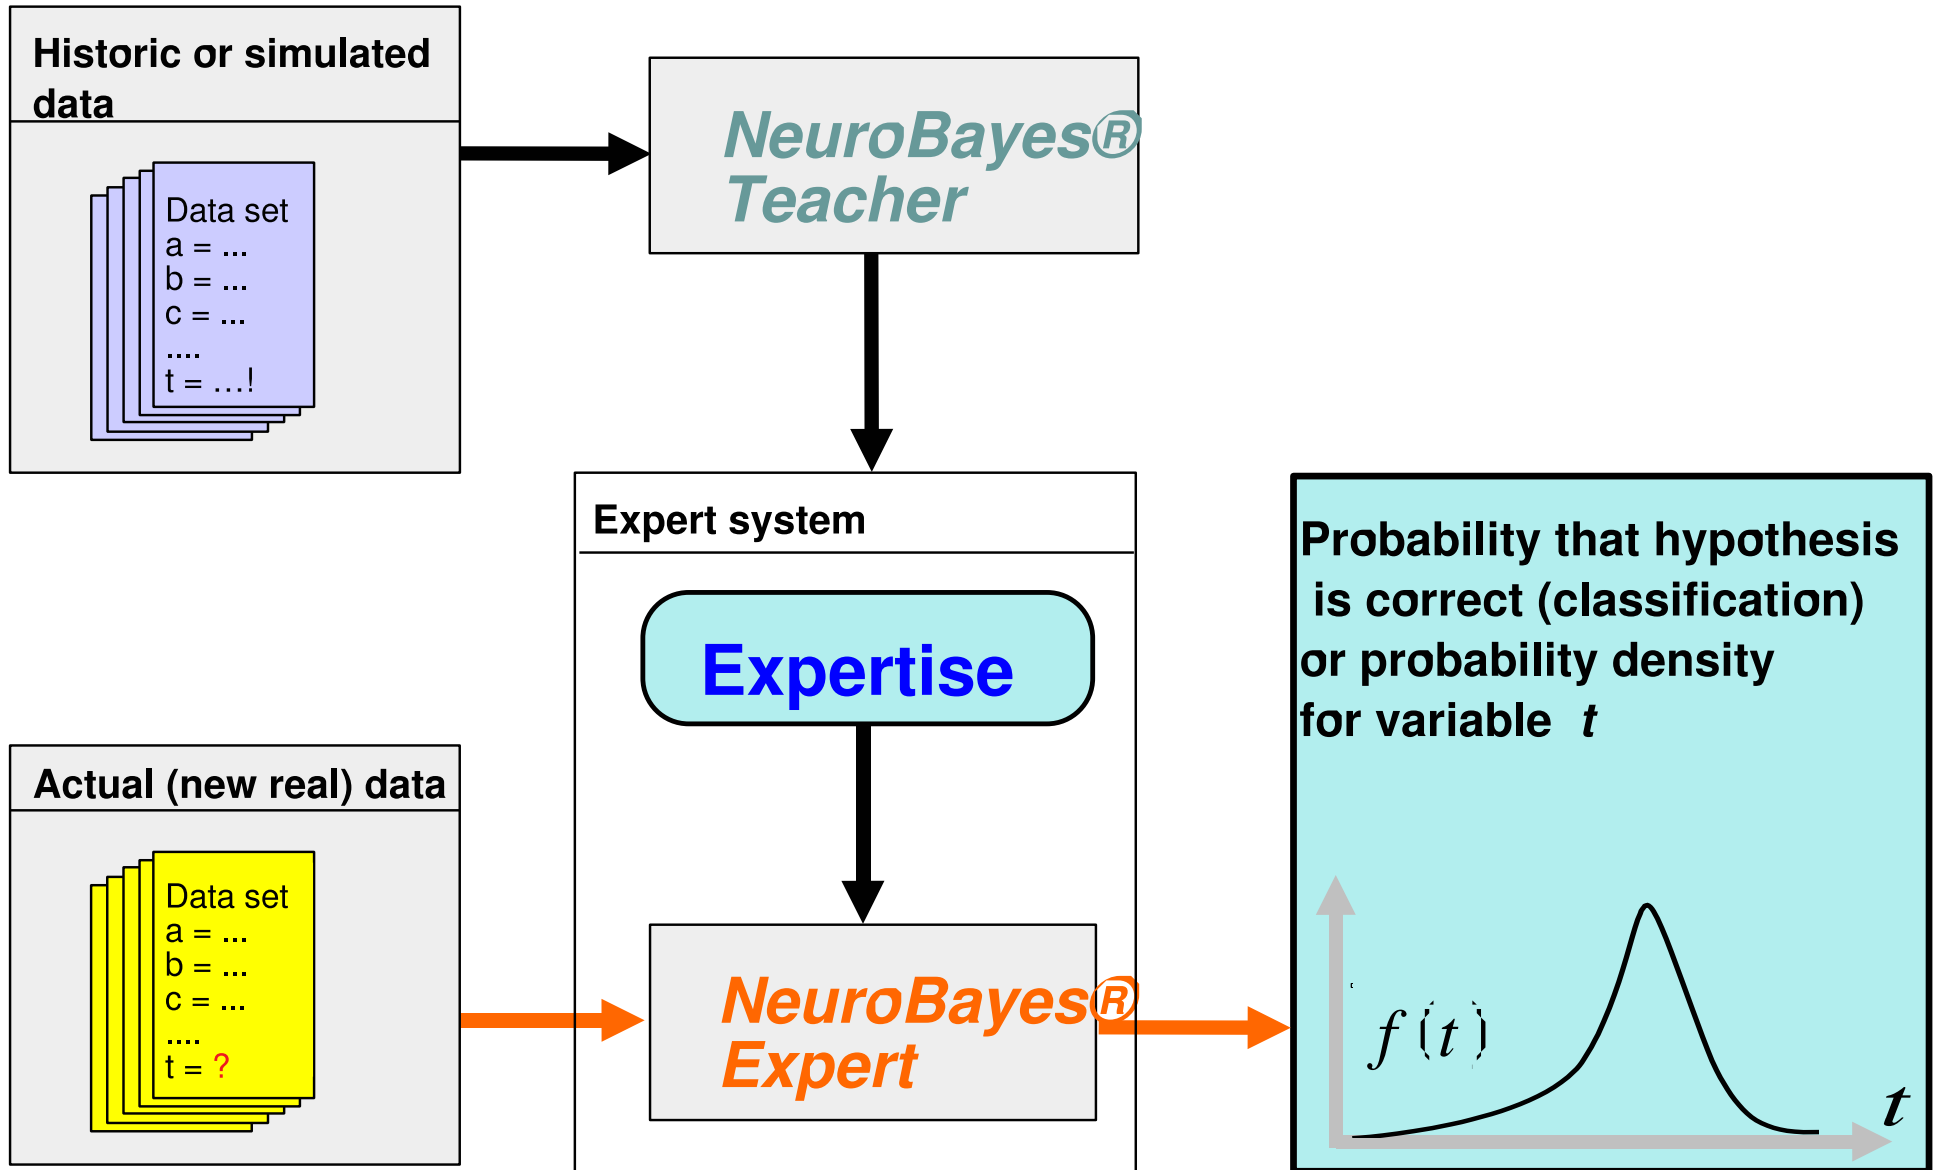 Historic or simulated
data
Data set
a = ...
b = ...
c = ...
....
t = ...!
NeuroBayes®
Teacher
Expert system
Expertise
NeuroBayes®
Expert
Actual (new real) data
Data set
a = ...
b = ...
c = ...
....
t = ?
Probability that hypothesis
is correct (classification)
or probability density
for variable t
f(t)
t